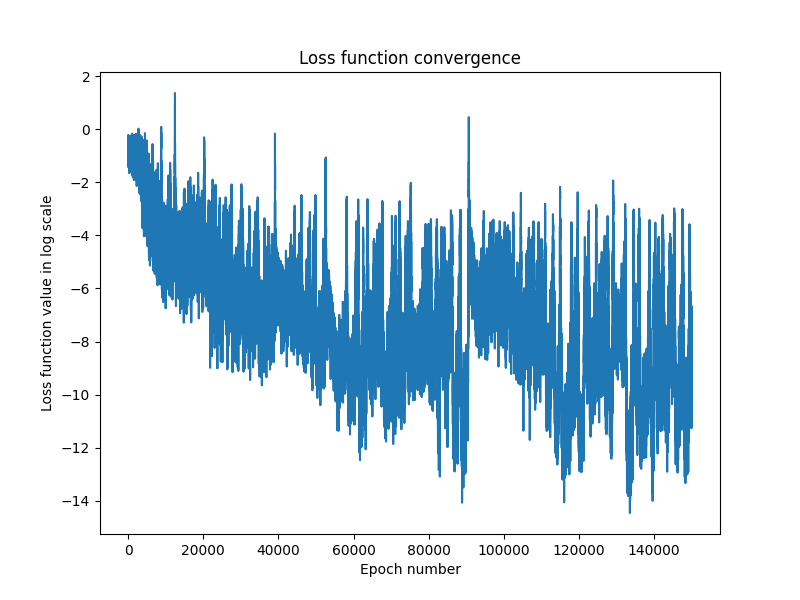 Loss function convergence
Loss function value in log scale
2
0
−2
−4
−6
−8
−10
−12
−14
0 20000 40000 60000 80000 100000 120000 140000
Epoch number